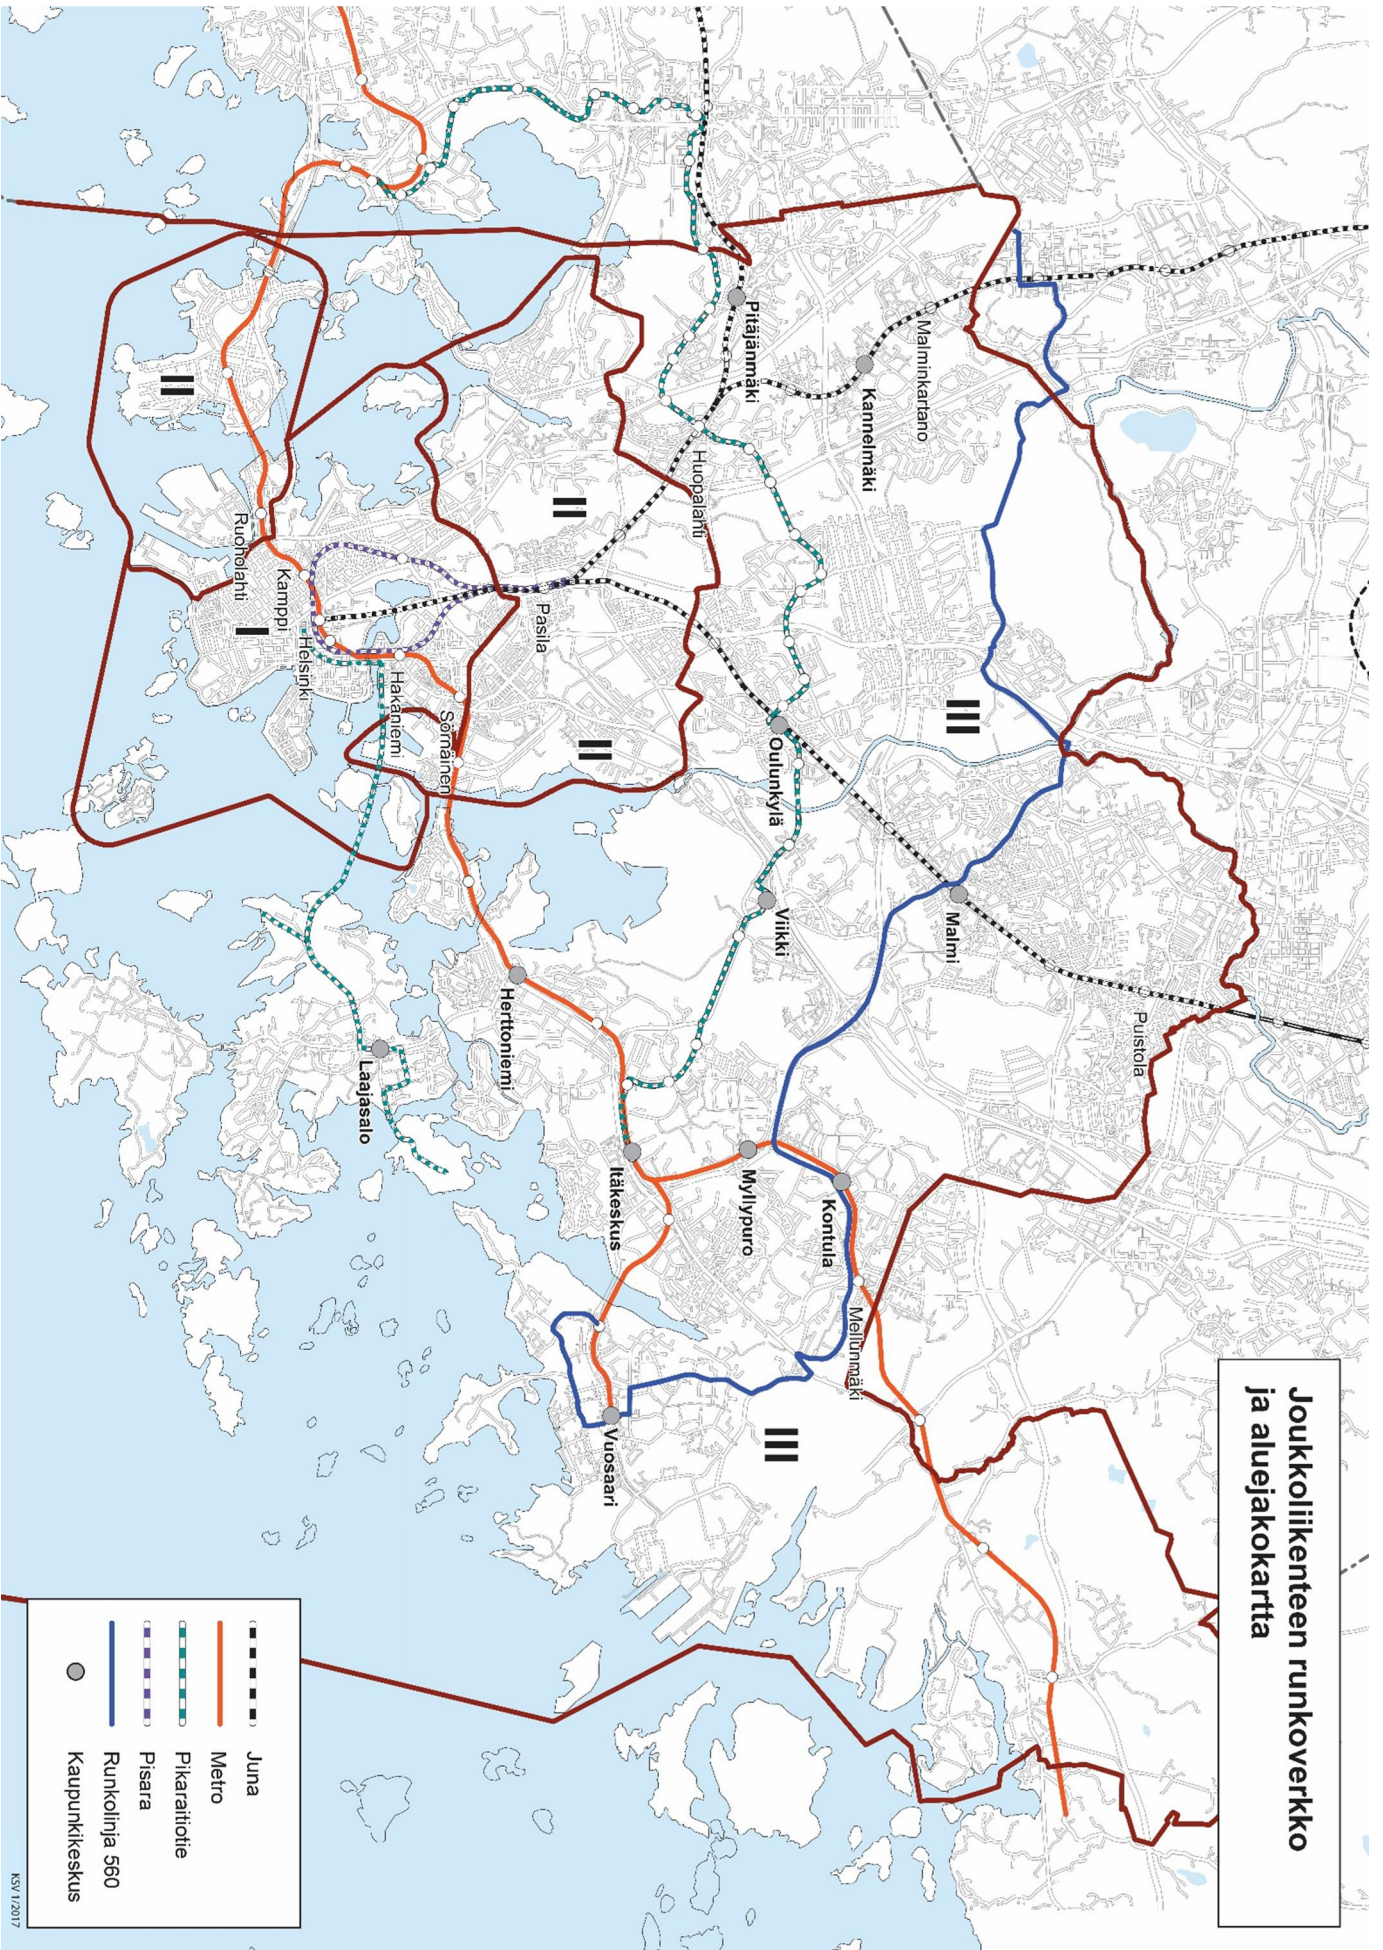 Joukkoliikenteen runkoverkko
ja aluejakokartta
Puistola
III
Malmi
Malminkartano
Kannelmäki
Mellunmäki
Kontula
Viikki
III
Oulunkylä
Pitäjänmäki
Myllypuro
Huopalahti
Itäkeskus
Vuosaari
II
II
Pasila
Herttoniemi
Sörnäinen
Hakaniemi
Laajasalo
Helsinki
Kamppi
I
Ruoholahti
II
Juna
Metro
Pikaraitiotie
Pisara
Runkolinja 560
Kaupunkikeskus
KSV 1/2017